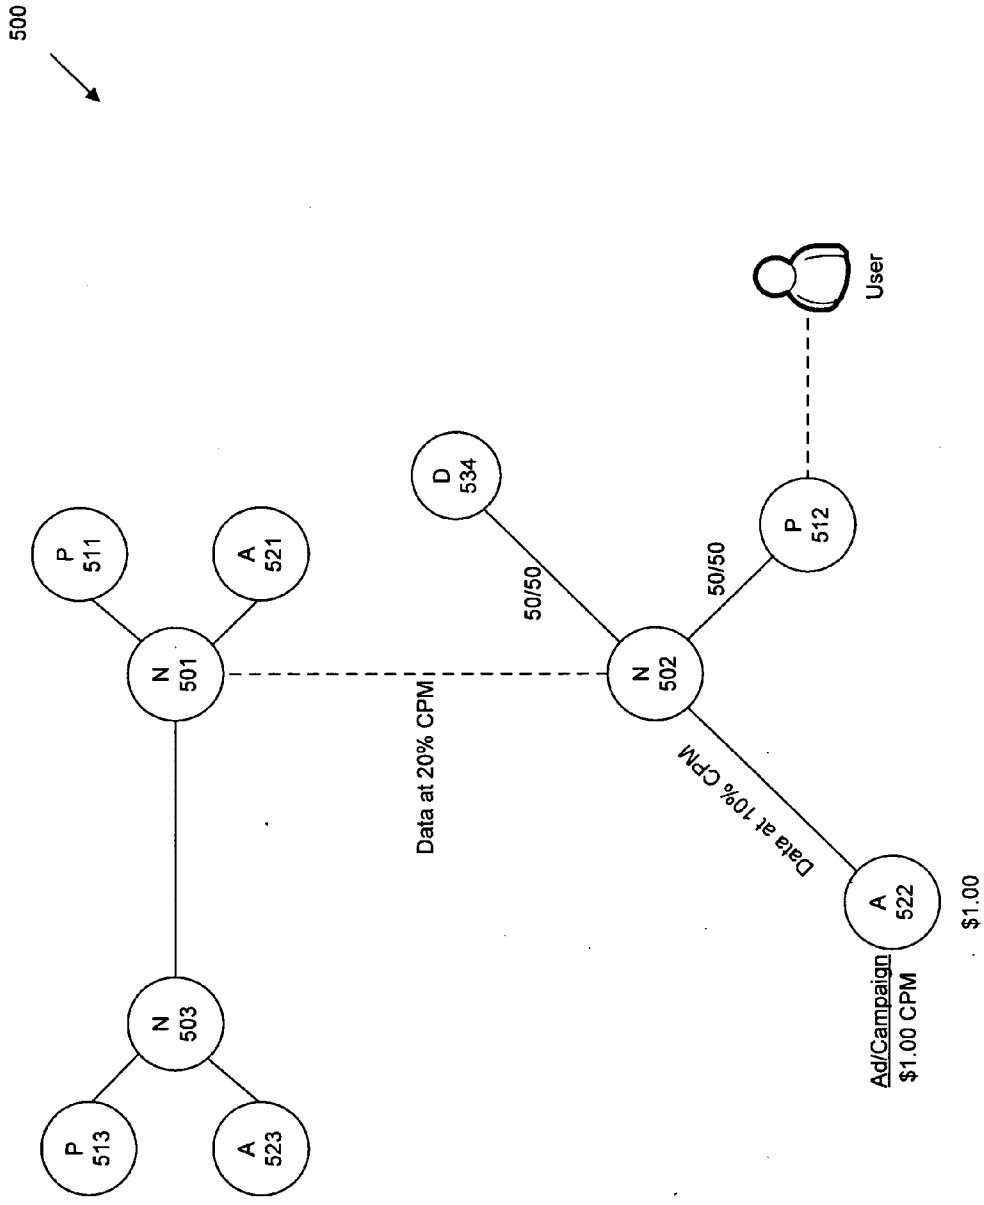 500
P
513
P
511
N
503
N
501
A
523
A
521
Data at 20% CPM
D
534
50/50
N
502
50/50
Data at 10% CPM
P
512
Ad/Campaign
$1.00 CPM
A
522
User
$1.00